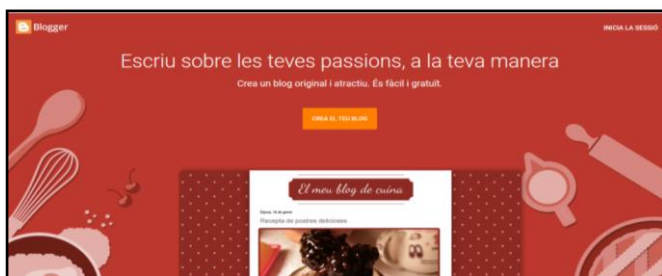 Blogger
INICIA LA SESSIÓ
Escriu sobre les teves passions, a la teva manera
Crea un blog original i atractiu. És fàcil i gratuït.
CREA EL TEU BLOG
El meu blog de cuina
Recepta de postres delicioses